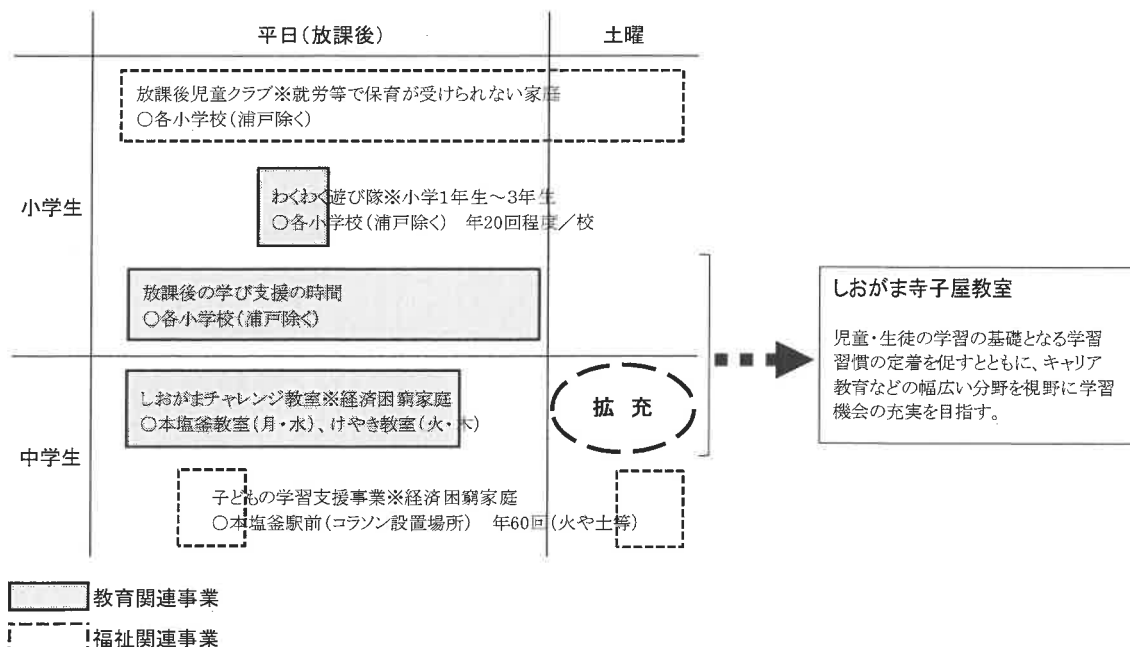 平日(放課後)
土曜
小学生
放課後児童クラブ※就労等で保育が受けられない家庭
○各小学校(浦戸除く)
わくわく遊び隊※小学1年生～3年生
○各小学校(浦戸除く) 年20回程度／校
放課後の学び支援の時間
○各小学校(浦戸除く)
中学生
しおがまチャレンジ教室※経済困窮家庭
○本塩釜教室(月・水)、けやき教室(火・木)
拡充
子どもの学習支援事業※経済困窮家庭
○本塩釜駅前(コラソン設置場所) 年60回(火や土等)
しおがま寺子屋教室
児童・生徒の学習の基礎となる学習
習慣の定着を促すとともに、キャリア
教育などの幅広い分野を視野に学習
機会の充実を目指す。
教育関連事業
福祉関連事業